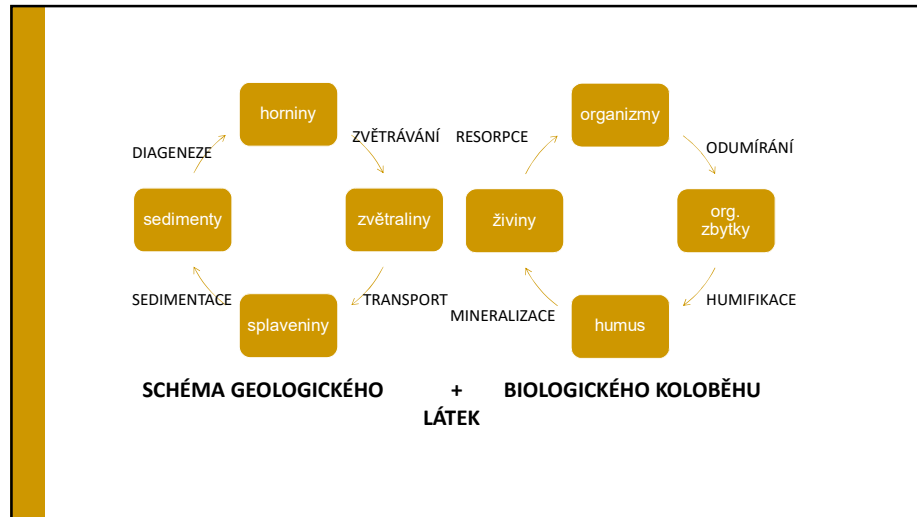 horniny
organizmy
ZVĚTRÁVÁNÍ
RESORPCE
DIAGENEZE
ODUMÍRÁNÍ
sedimenty
zvětraliny
živiny
org.
zbytky
SEDIMENTACE
TRANSPORT
MINERALIZACE
HUMIFIKACE
splaveniny
humus
SCHÉMA GEOLOGICKÉHO + BIOLOGICKÉHO KOLOBĚHU
LÁTEK